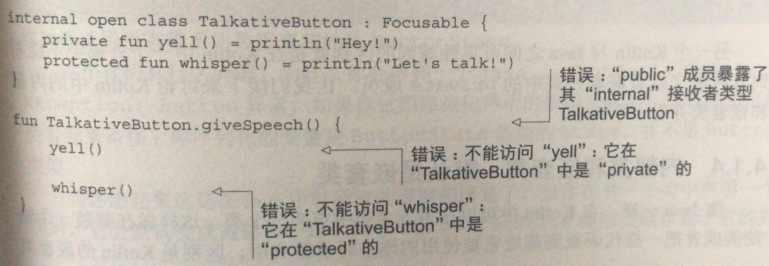 internal open class TalkativeButton : Focusable {
    private fun yell() = println("Hey!")
    protected fun whisper() = println("Let's talk!")
}
错误：“public”成员暴露了
其“internal”接收者类型
TalkativeButton
fun TalkativeButton.giveSpeech() {
    yell()
错误：不能访问“yell”：它在
“TalkativeButton”中是“private”的
    whisper()
}
错误：不能访问“whisper”：
它在“TalkativeButton”中是
“protected”的